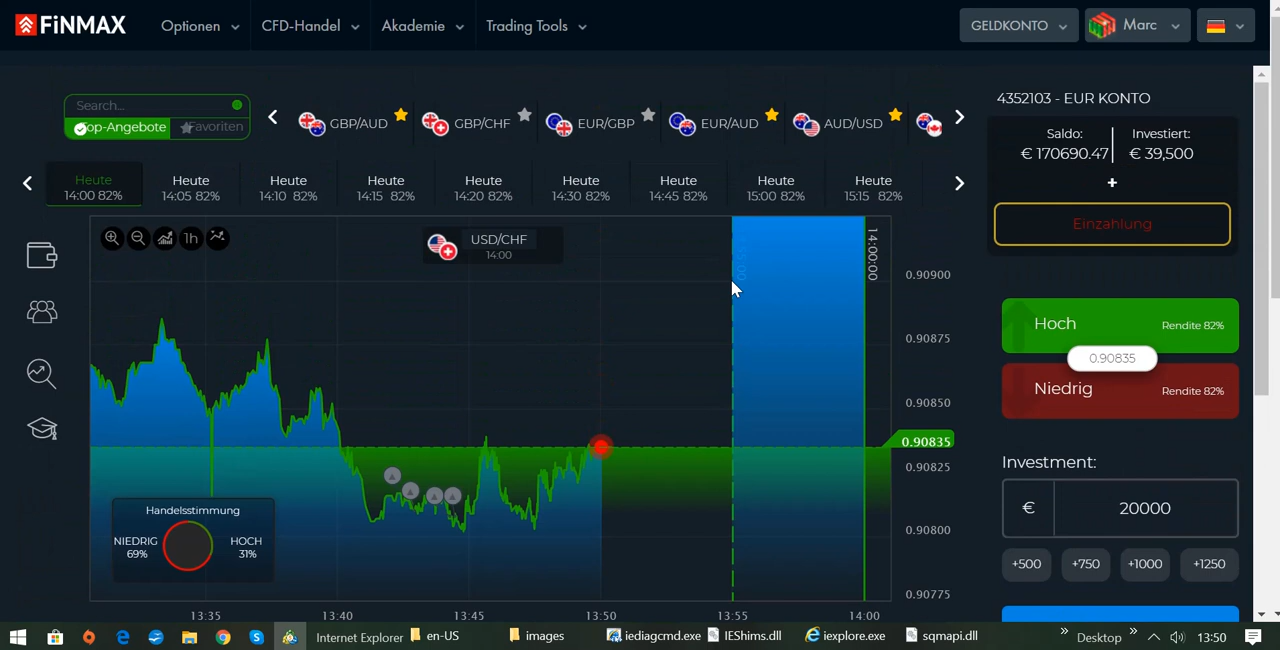 FiNMAX
Optionen
CFD-Handel
Akademie
Trading Tools
GELDKONTO
Marc
Search...
Top-Angebote
Favoriten
GBP/AUD
GBP/CHF
EUR/GBP
EUR/AUD
AUD/USD
4352103 - EUR KONTO
Saldo:
€ 170690.47
Investiert:
€ 39,500
+
Einzahlung
Heute
14:00 82%
Heute
14:05 82%
Heute
14:10 82%
Heute
14:15 82%
Heute
14:20 82%
Heute
14:30 82%
Heute
14:45 82%
Heute
15:00 82%
Heute
15:15 82%
1h
USD/CHF
14:00
14:00:00
0.90900
0.90875
0.90850
0.90835
0.90825
0.90800
0.90775
Handelsstimmung
NIEDRIG
69%
HOCH
31%
13:35
13:40
13:45
13:50
13:55
14:00
Hoch
Rendite 82%
0.90835
Niedrig
Rendite 82%
Investment:
€
20000
+500
+750
+1000
+1250
Internet Explorer
en-US
images
iediagcmd.exe
IEShims.dll
iexplore.exe
sqmapi.dll
»
Desktop
»
13:50